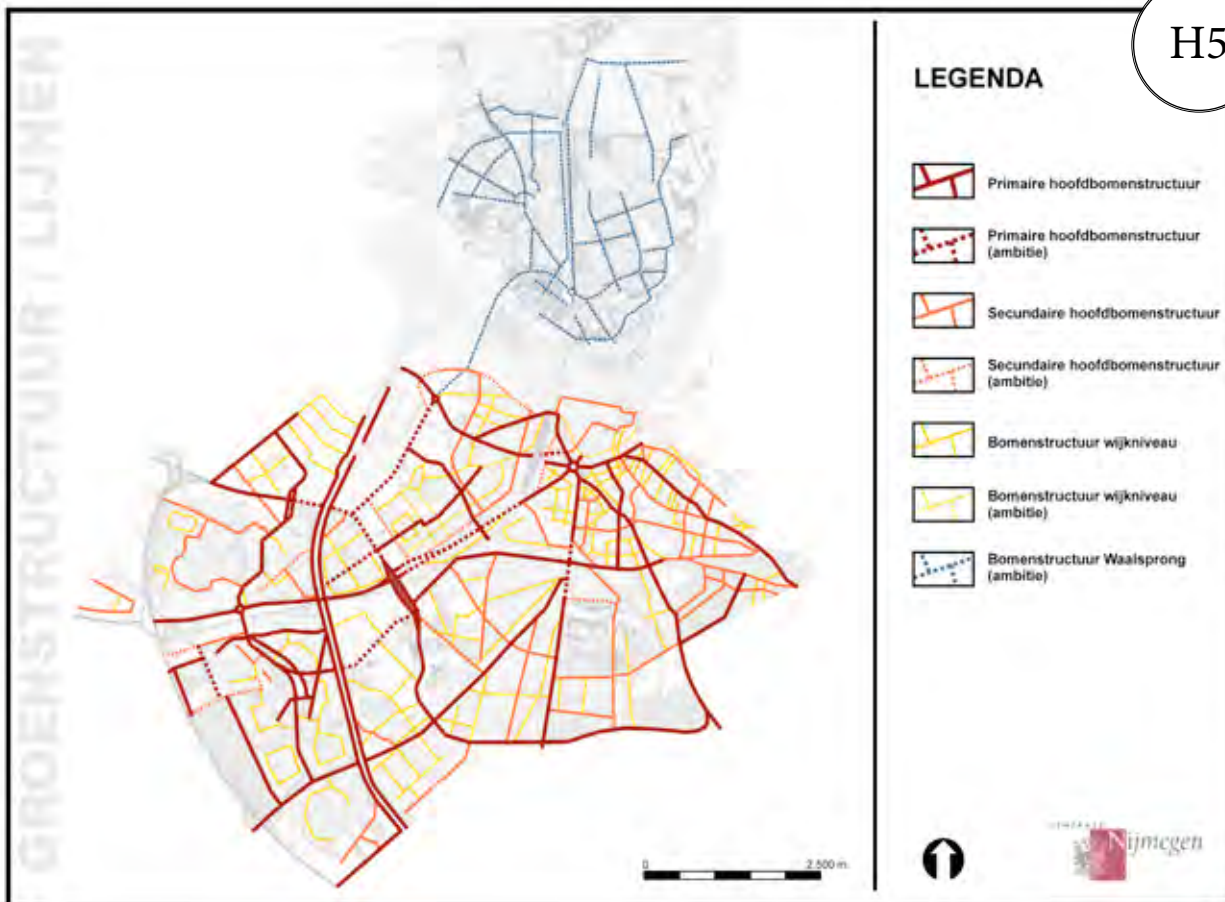 H5
GROENSTRUCTUUR / LIJNEN
LEGENDA
Primaire hoofdbomenstructuur
Primaire hoofdbomenstructuur
(ambitie)
Secundaire hoofdbomenstructuur
Secundaire hoofdbomenstructuur
(ambitie)
Bomenstructuur wijkniveau
Bomenstructuur wijkniveau
(ambitie)
Bomenstructuur Waalsprong
(ambitie)
0 2.500 m.
GEMEENTE
Nijmegen